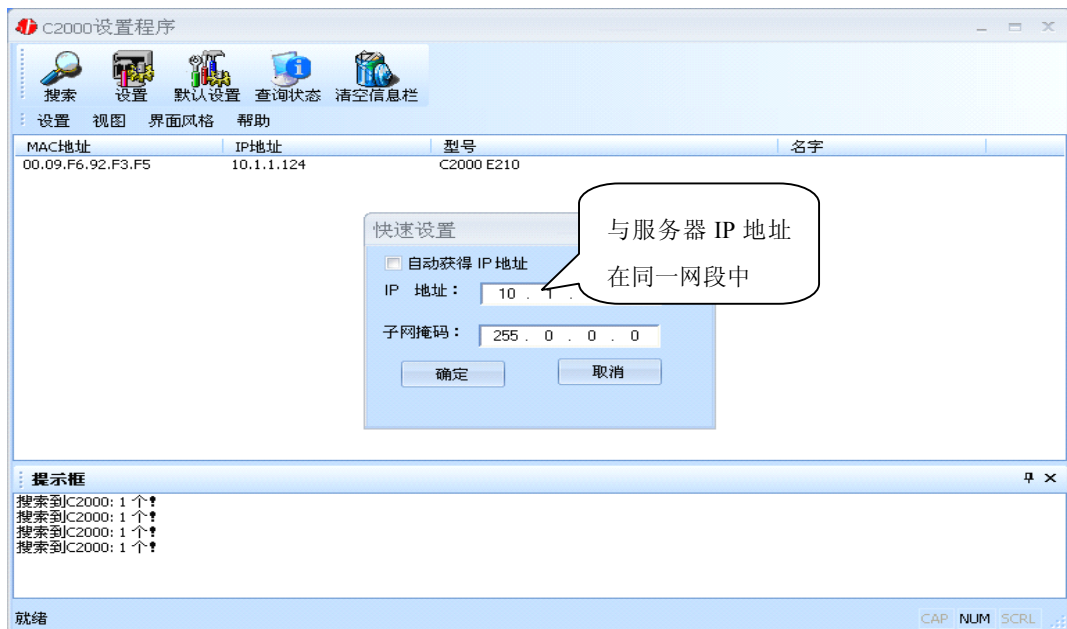 C2000设置程序
搜索 设置 默认设置 查询状态 清空信息栏
设置 视图 界面风格 帮助
MAC地址 IP地址 型号 名字
00.09.F6.92.F3.F5 10.1.1.124 C2000 E210
快速设置
与服务器 IP 地址
在同一网段中
自动获得 IP 地址
IP 地址： 10 . 1 .
子网掩码： 255 . 0 . 0 . 0
确定 取消
提示框
搜索到C2000: 1 个!
搜索到C2000: 1 个!
搜索到C2000: 1 个!
搜索到C2000: 1 个!
就绪 CAP NUM SCRL